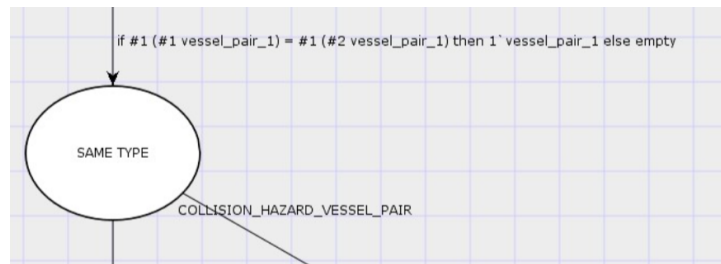 if #1 (#1 vessel_pair_1) = #1 (#2 vessel_pair_1) then 1`vessel_pair_1 else empty
SAME TYPE
COLLISION_HAZARD_VESSEL_PAIR